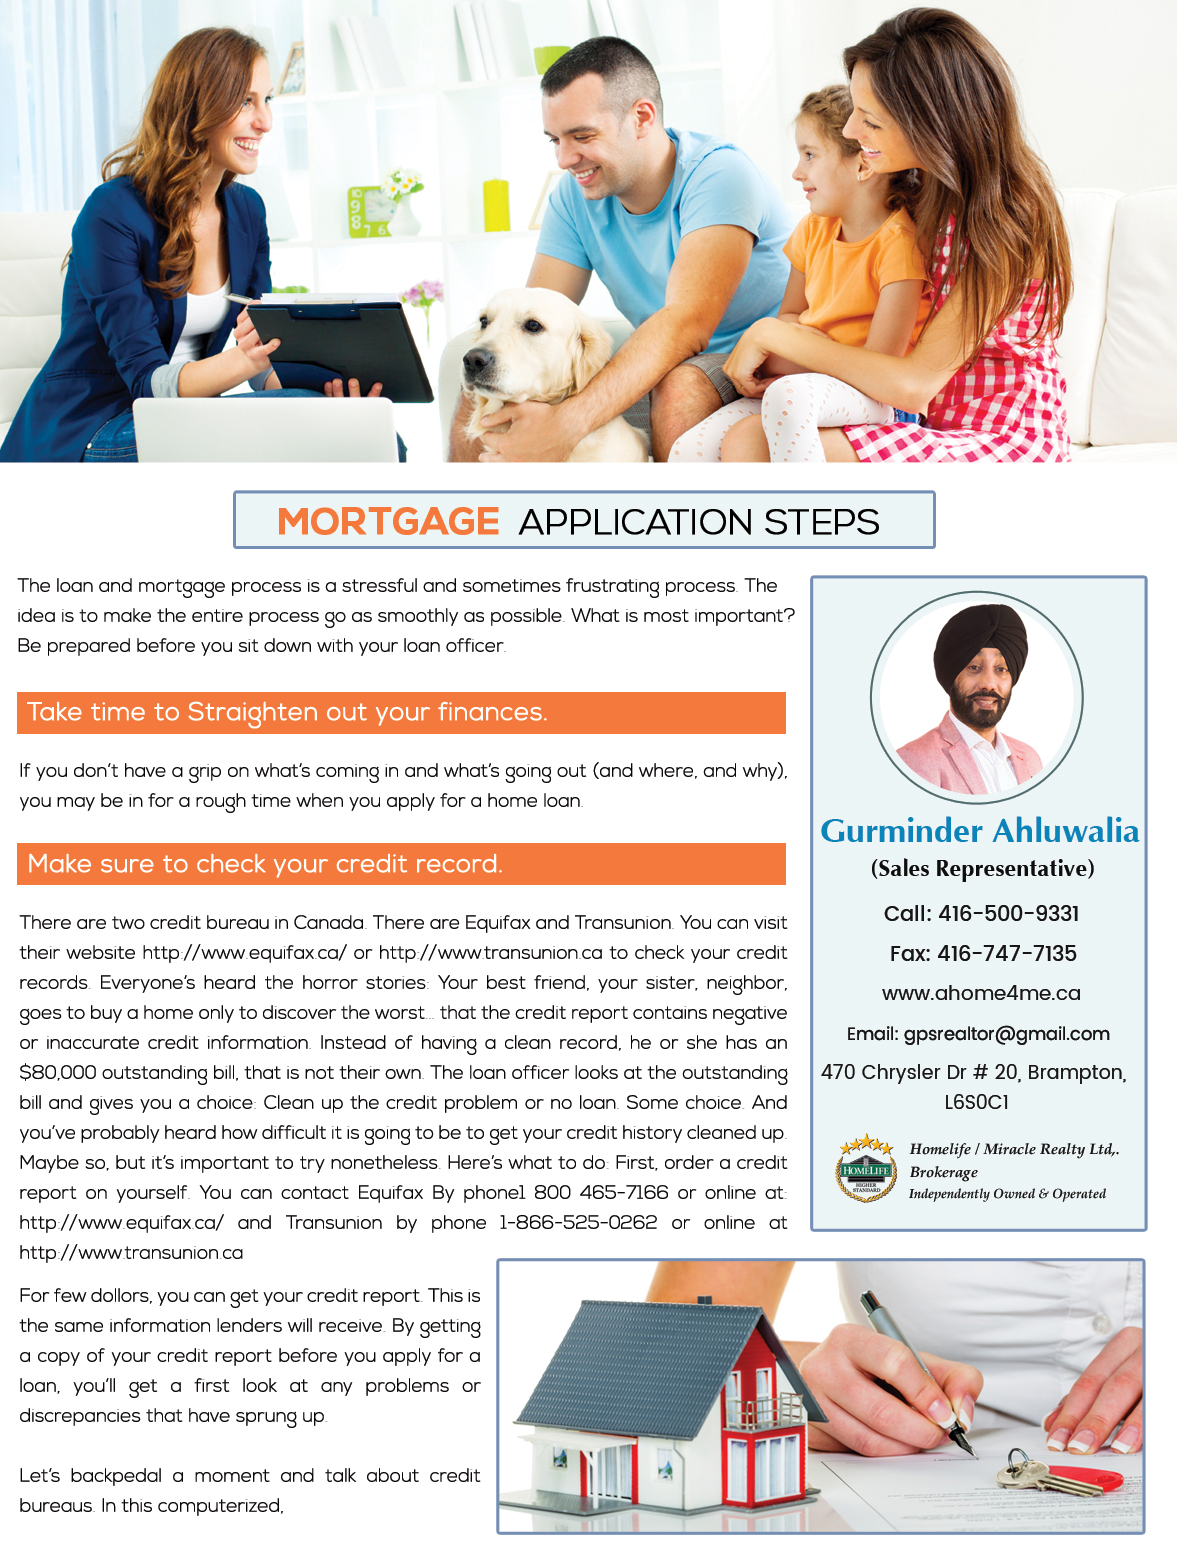 MORTGAGE APPLICATION STEPS
The loan and mortgage process is a stressful and sometimes frustrating process. The
idea is to make the entire process go as smoothly as possible. What is most important?
Be prepared before you sit down with your loan officer.
Take time to Straighten out your finances.
If you don't have a grip on what's coming in and what's going out (and where, and why),
you may be in for a rough time when you apply for a home loan.
Make sure to check your credit record.
There are two credit bureau in Canada. There are Equifax and Transunion. You can visit
their website http://www.equifax.ca/ or http://www.transunion.ca to check your credit
records. Everyone's heard the horror stories: Your best friend, your sister, neighbor,
goes to buy a home only to discover the worst... that the credit report contains negative
or inaccurate credit information. Instead of having a clean record, he or she has an
$80,000 outstanding bill, that is not their own. The loan officer looks at the outstanding
bill and gives you a choice: Clean up the credit problem or no loan. Some choice. And
you've probably heard how difficult it is going to be to get your credit history cleaned up.
Maybe so, but it's important to try nonetheless. Here's what to do: First, order a credit
report on yourself. You can contact Equifax By phone1 800 465-7166 or online at:
http://www.equifax.ca/ and Transunion by phone 1-866-525-0262 or online at
http://www.transunion.ca
For few dollors, you can get your credit report. This is
the same information lenders will receive. By getting
a copy of your credit report before you apply for a
loan, you'll get a first look at any problems or
discrepancies that have sprung up.
Let's backpedal a moment and talk about credit
bureaus. In this computerized,
Gurminder Ahluwalia
(Sales Representative)
Call: 416-500-9331
Fax: 416-747-7135
www.ahome4me.ca
Email: gpsrealtor@gmail.com
470 Chrysler Dr # 20, Brampton,
L6S0C1
HOMELIFE
HIGHER
STANDARD
Homelife / Miracle Realty Ltd,.
Brokerage
Independently Owned & Operated